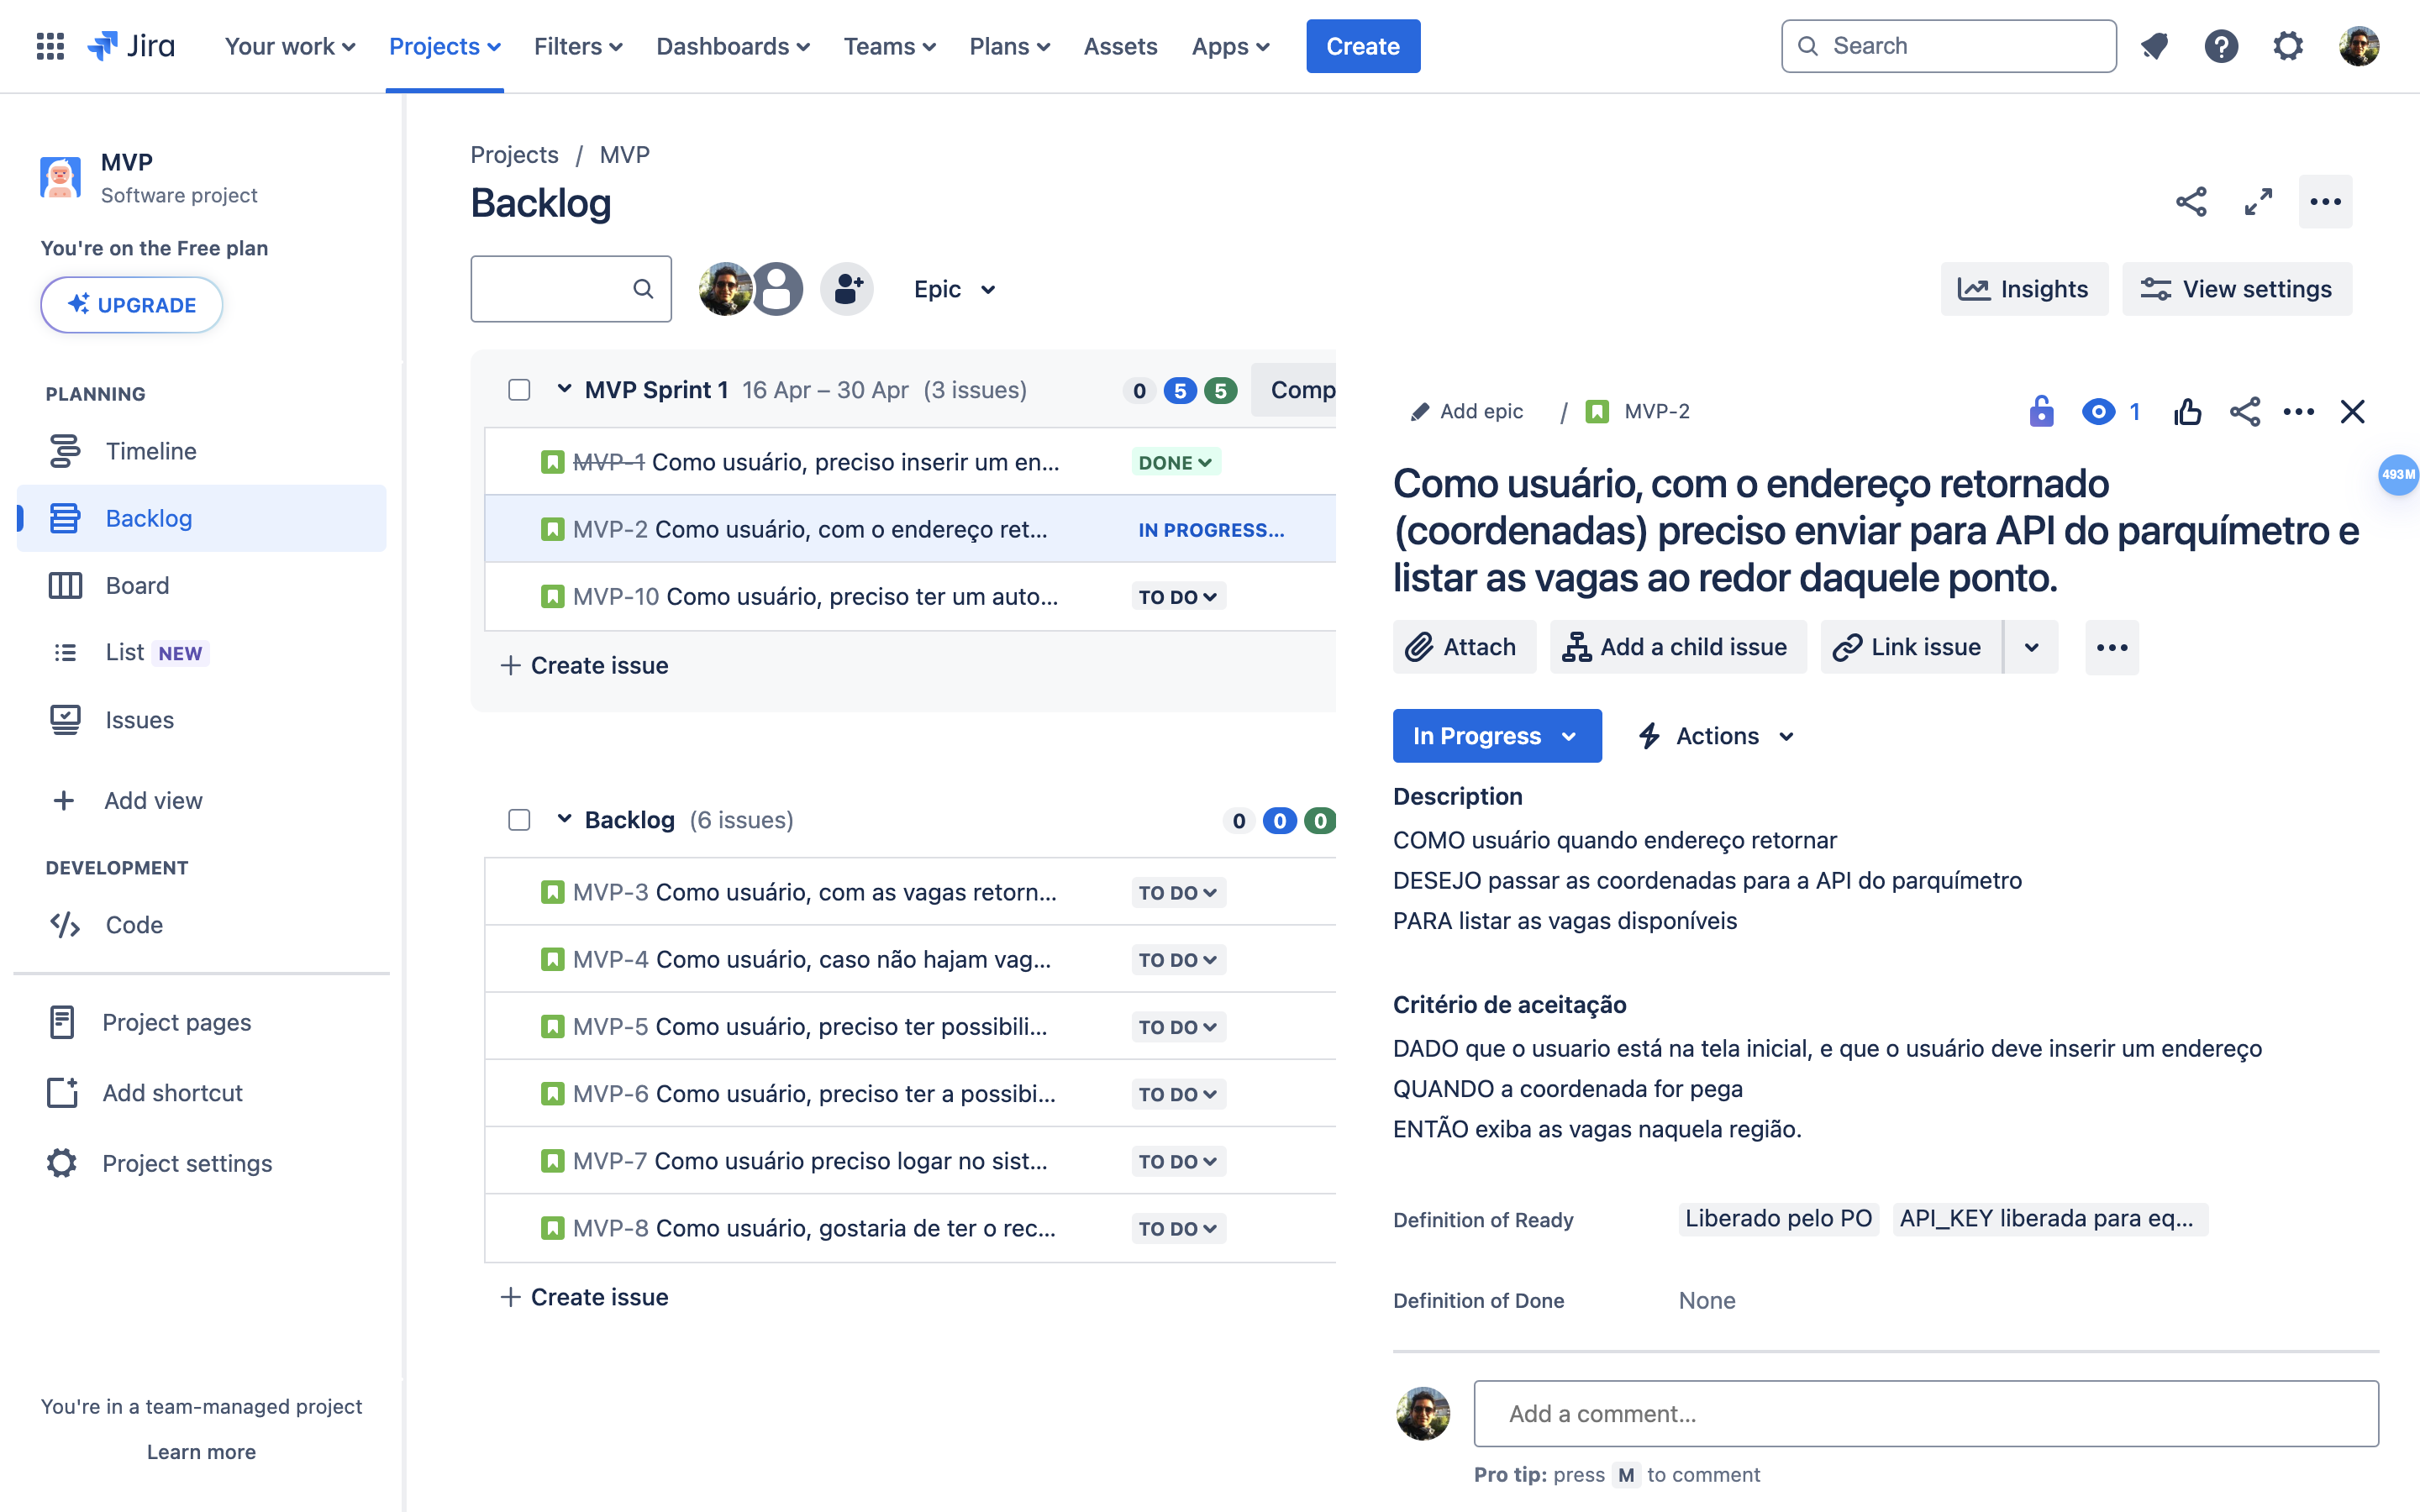 Jira
Your work
Projects
Filters
Dashboards
Teams
Plans
Assets
Apps
Create
Search
MVP
Software project
You're on the Free plan
UPGRADE
PLANNING
Timeline
Backlog
Board
List NEW
Issues
Add view
DEVELOPMENT
Code
Project pages
Add shortcut
Project settings
You're in a team-managed project
Learn more
Projects / MVP
Backlog
Epic
Insights
View settings
MVP Sprint 1 16 Apr – 30 Apr (3 issues) 0 5 5 Comp
MVP-1 Como usuário, preciso inserir um en... DONE
MVP-2 Como usuário, com o endereço ret... IN PROGRESS...
MVP-10 Como usuário, preciso ter um auto... TO DO
+ Create issue
Backlog (6 issues) 0 0 0
MVP-3 Como usuário, com as vagas retorn... TO DO
MVP-4 Como usuário, caso não hajam vag... TO DO
MVP-5 Como usuário, preciso ter possibili... TO DO
MVP-6 Como usuário, preciso ter a possibi... TO DO
MVP-7 Como usuário preciso logar no sist... TO DO
MVP-8 Como usuário, gostaria de ter o rec... TO DO
+ Create issue
Add epic / MVP-2
1
493M
Como usuário, com o endereço retornado
(coordenadas) preciso enviar para API do parquímetro e
listar as vagas ao redor daquele ponto.
Attach
Add a child issue
Link issue
In Progress
Actions
Description
COMO usuário quando endereço retornar
DESEJO passar as coordenadas para a API do parquímetro
PARA listar as vagas disponíveis
Critério de aceitação
DADO que o usuario está na tela inicial, e que o usuário deve inserir um endereço
QUANDO a coordenada for pega
ENTÃO exiba as vagas naquela região.
Definition of Ready Liberado pelo PO API_KEY liberada para eq...
Definition of Done None
Add a comment...
Pro tip: press M to comment